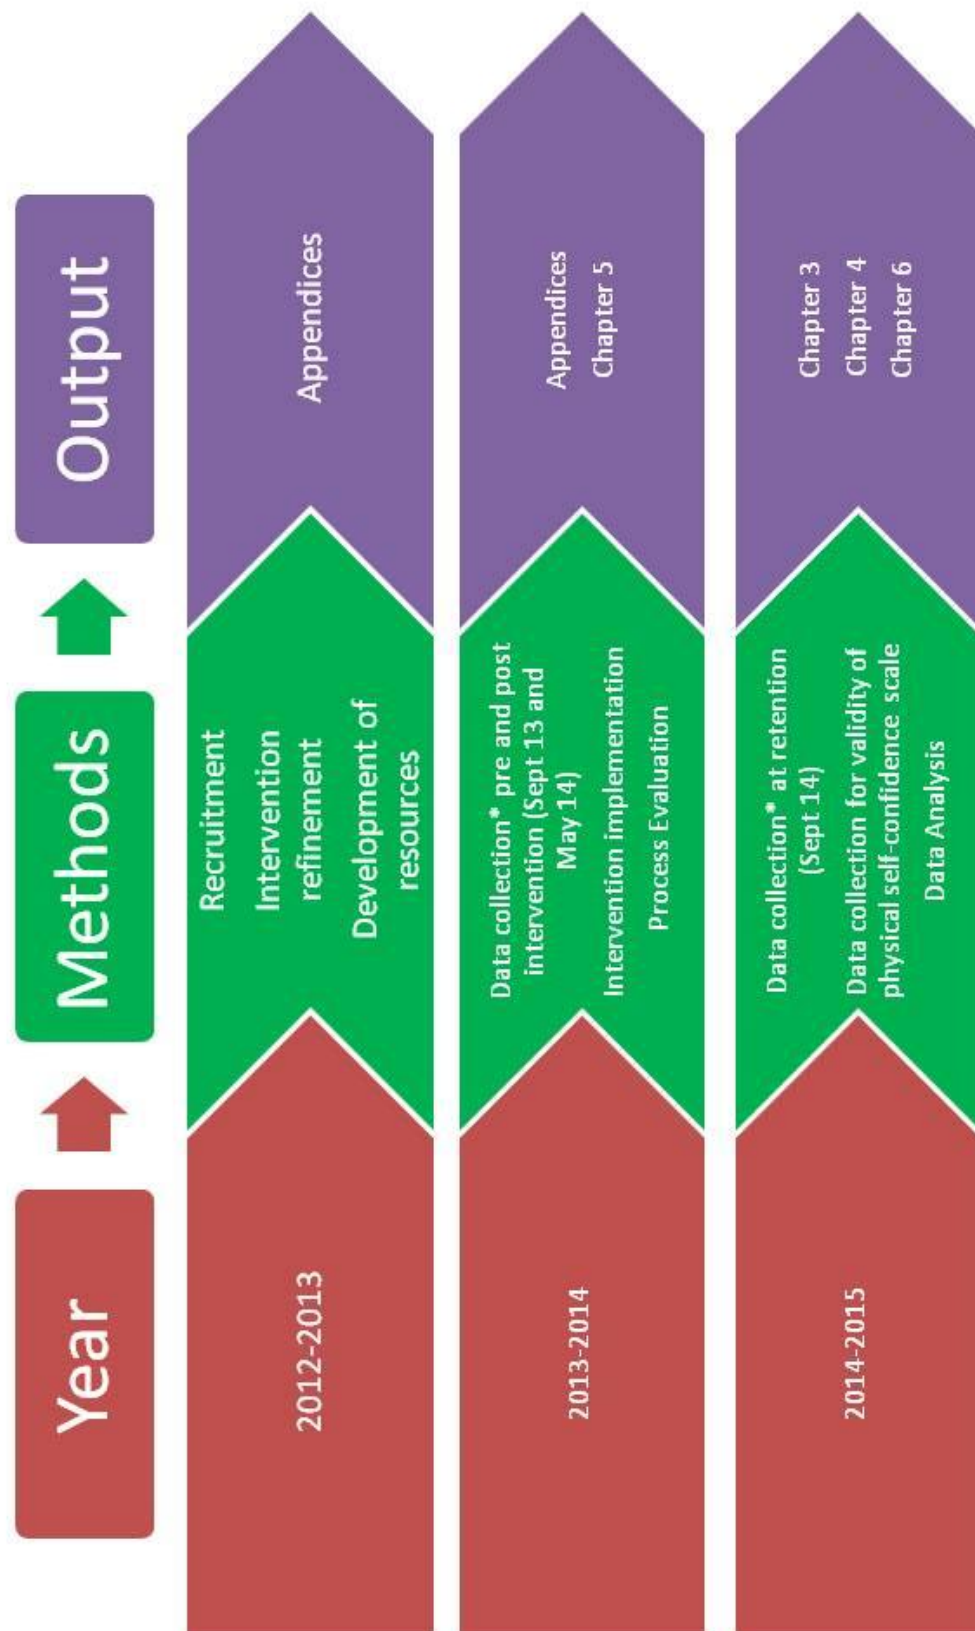 Year
Methods
Output
2012-2013
Recruitment
Intervention
refinement
Development of
resources
Appendices
2013-2014
Data collection* pre and post
intervention (Sept 13 and
May 14)
Intervention implementation
Process Evaluation
Appendices
Chapter 5
2014-2015
Data collection* at retention
(Sept 14)
Data collection for validity of
physical self-confidence scale
Data Analysis
Chapter 3
Chapter 4
Chapter 6